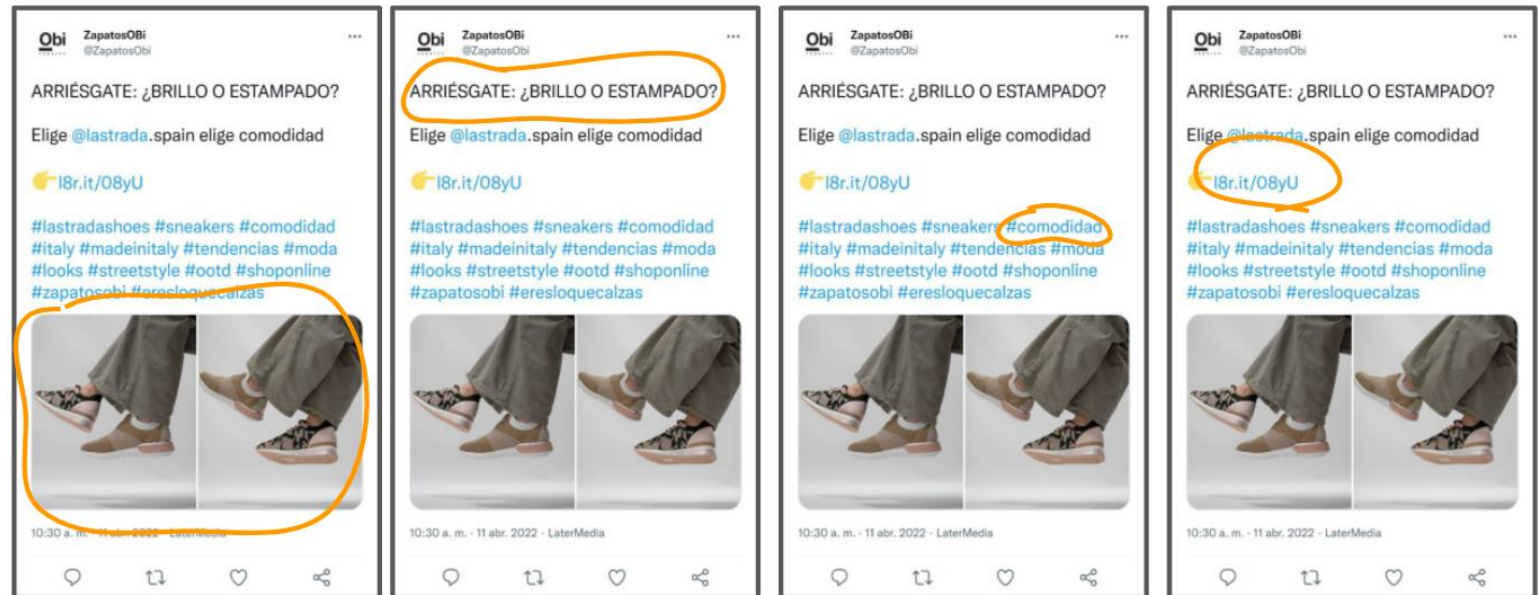 Obi ZapatosOBi
@ZapatosObi
ARRIÉSGATE: ¿BRILLO O ESTAMPADO?
Elige @lastrada.spain elige comodidad
👉l8r.it/08yU
#lastradashoes #sneakers #comodidad
#italy #madeinitaly #tendencias #moda
#looks #streetstyle #ootd #shoponline
#zapatosobi #eresloquecalzas
10:30 a. m. · 11 abr. 2022 · LaterMedia
Obi ZapatosOBi
@ZapatosObi
ARRIÉSGATE: ¿BRILLO O ESTAMPADO?
Elige @lastrada.spain elige comodidad
👉l8r.it/08yU
#lastradashoes #sneakers #comodidad
#italy #madeinitaly #tendencias #moda
#looks #streetstyle #ootd #shoponline
#zapatosobi #eresloquecalzas
10:30 a. m. · 11 abr. 2022 · LaterMedia
Obi ZapatosOBi
@ZapatosObi
ARRIÉSGATE: ¿BRILLO O ESTAMPADO?
Elige @lastrada.spain elige comodidad
👉l8r.it/08yU
#lastradashoes #sneakers #comodidad
#italy #madeinitaly #tendencias #moda
#looks #streetstyle #ootd #shoponline
#zapatosobi #eresloquecalzas
10:30 a. m. · 11 abr. 2022 · LaterMedia
Obi ZapatosOBi
@ZapatosObi
ARRIÉSGATE: ¿BRILLO O ESTAMPADO?
Elige @lastrada.spain elige comodidad
👉l8r.it/08yU
#lastradashoes #sneakers #comodidad
#italy #madeinitaly #tendencias #moda
#looks #streetstyle #ootd #shoponline
#zapatosobi #eresloquecalzas
10:30 a. m. · 11 abr. 2022 · LaterMedia